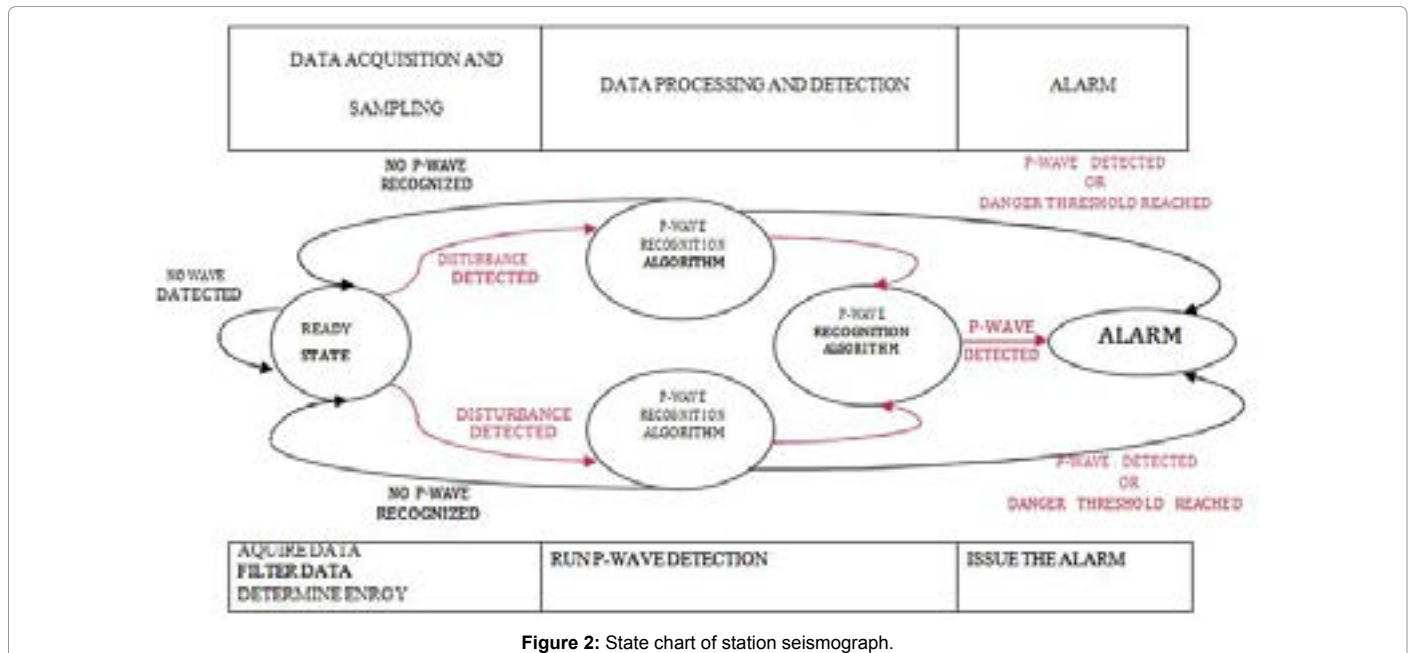 DATA ACQUISITION AND
SAMPLING
DATA PROCESSING AND DETECTION
ALARM
NO P-WAVE
RECOGNIZED
P-WAVE DETECTED
OR
DANGER THRESHOLD REACHED
P-WAVE
RECOGNITION
ALGORITHM
DISTURBANCE
DETECTED
NO WAVE
DATECTED
READY
STATE
P-WAVE
RECOGNITION
ALGORITHM
P-WAVE
DETECTED
ALARM
DISTURBANCE
DETECTED
P-WAVE
RECOGNITION
ALGORITHM
NO P-WAVE
RECOGNIZED
P-WAVE DETECTED
OR
DANGER THRESHOLD REACHED
AQUIRE DATA
FILTER DATA
DETERMINE ENRGY
RUN P-WAVE DETECTION
ISSUE THE ALARM
Figure 2: State chart of station seismograph.